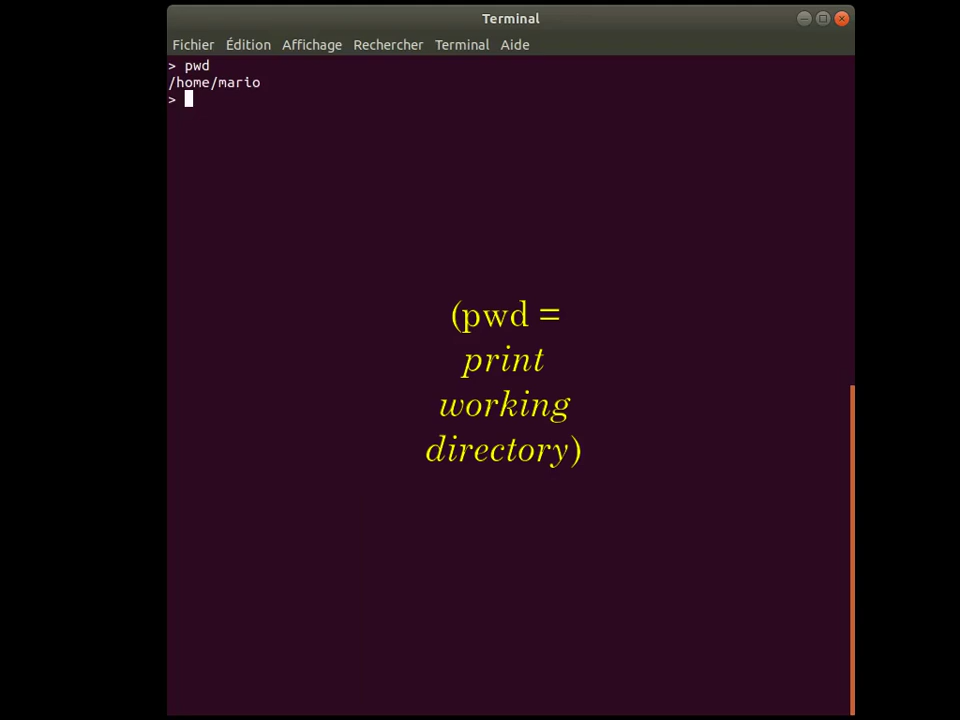 Terminal
Fichier Édition Affichage Rechercher Terminal Aide
> pwd
/home/mario
>
(pwd =
print
working
directory)